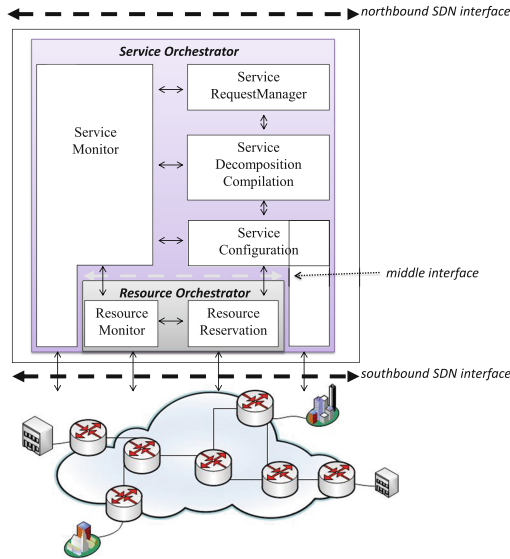 northbound SDN interface
Service Orchestrator
Service
RequestManager
Service
Monitor
Service
Decomposition
Compilation
Service
Configuration
middle interface
Resource Orchestrator
Resource
Monitor
Resource
Reservation
southbound SDN interface